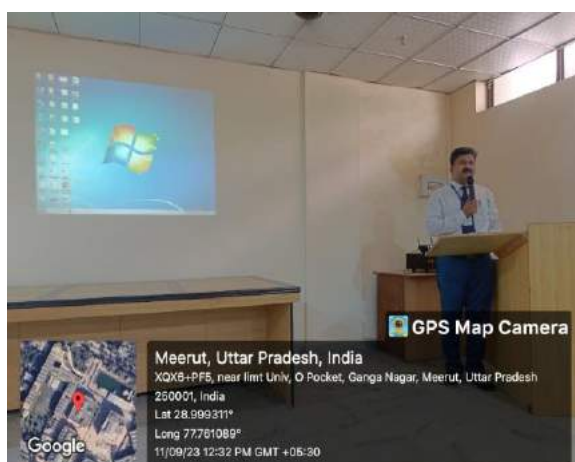 GPS Map Camera
Meerut, Uttar Pradesh, India
XQX6+PF5, near Iimt Univ, O Pocket, Ganga Nagar, Meerut, Uttar Pradesh
250001, India
Lat 28.999311°
Long 77.761089°
11/09/23 12:32 PM GMT +05:30
Google